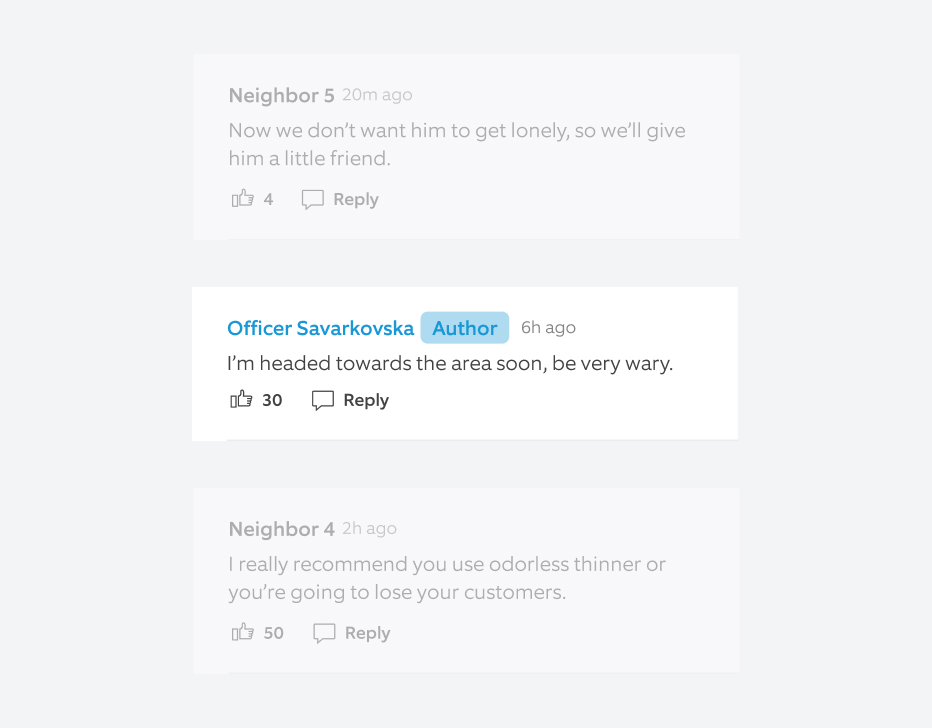 Neighbor 5 20m ago
Now we don’t want him to get lonely, so we’ll give
him a little friend.
4 Reply
Officer Savarkovska Author 6h ago
I’m headed towards the area soon, be very wary.
30 Reply
Neighbor 4 2h ago
I really recommend you use odorless thinner or
you’re going to lose your customers.
50 Reply